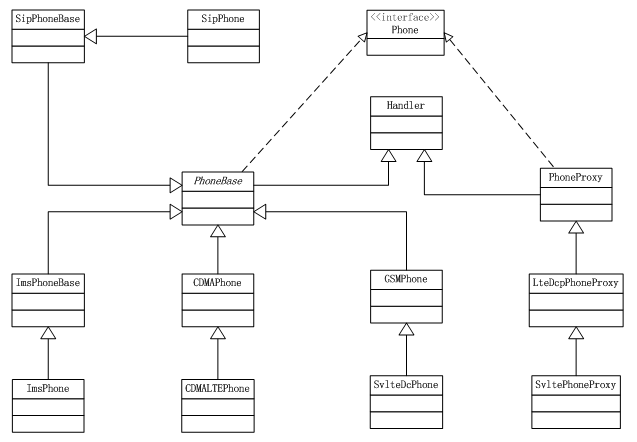 SipPhoneBase
SipPhone
<<interface>>
Phone
Handler
PhoneBase
PhoneProxy
ImsPhoneBase
CDMAPhone
GSMPhone
LteDcpPhoneProxy
ImsPhone
CDMALTEPhone
SvlteDcPhone
SvltePhoneProxy